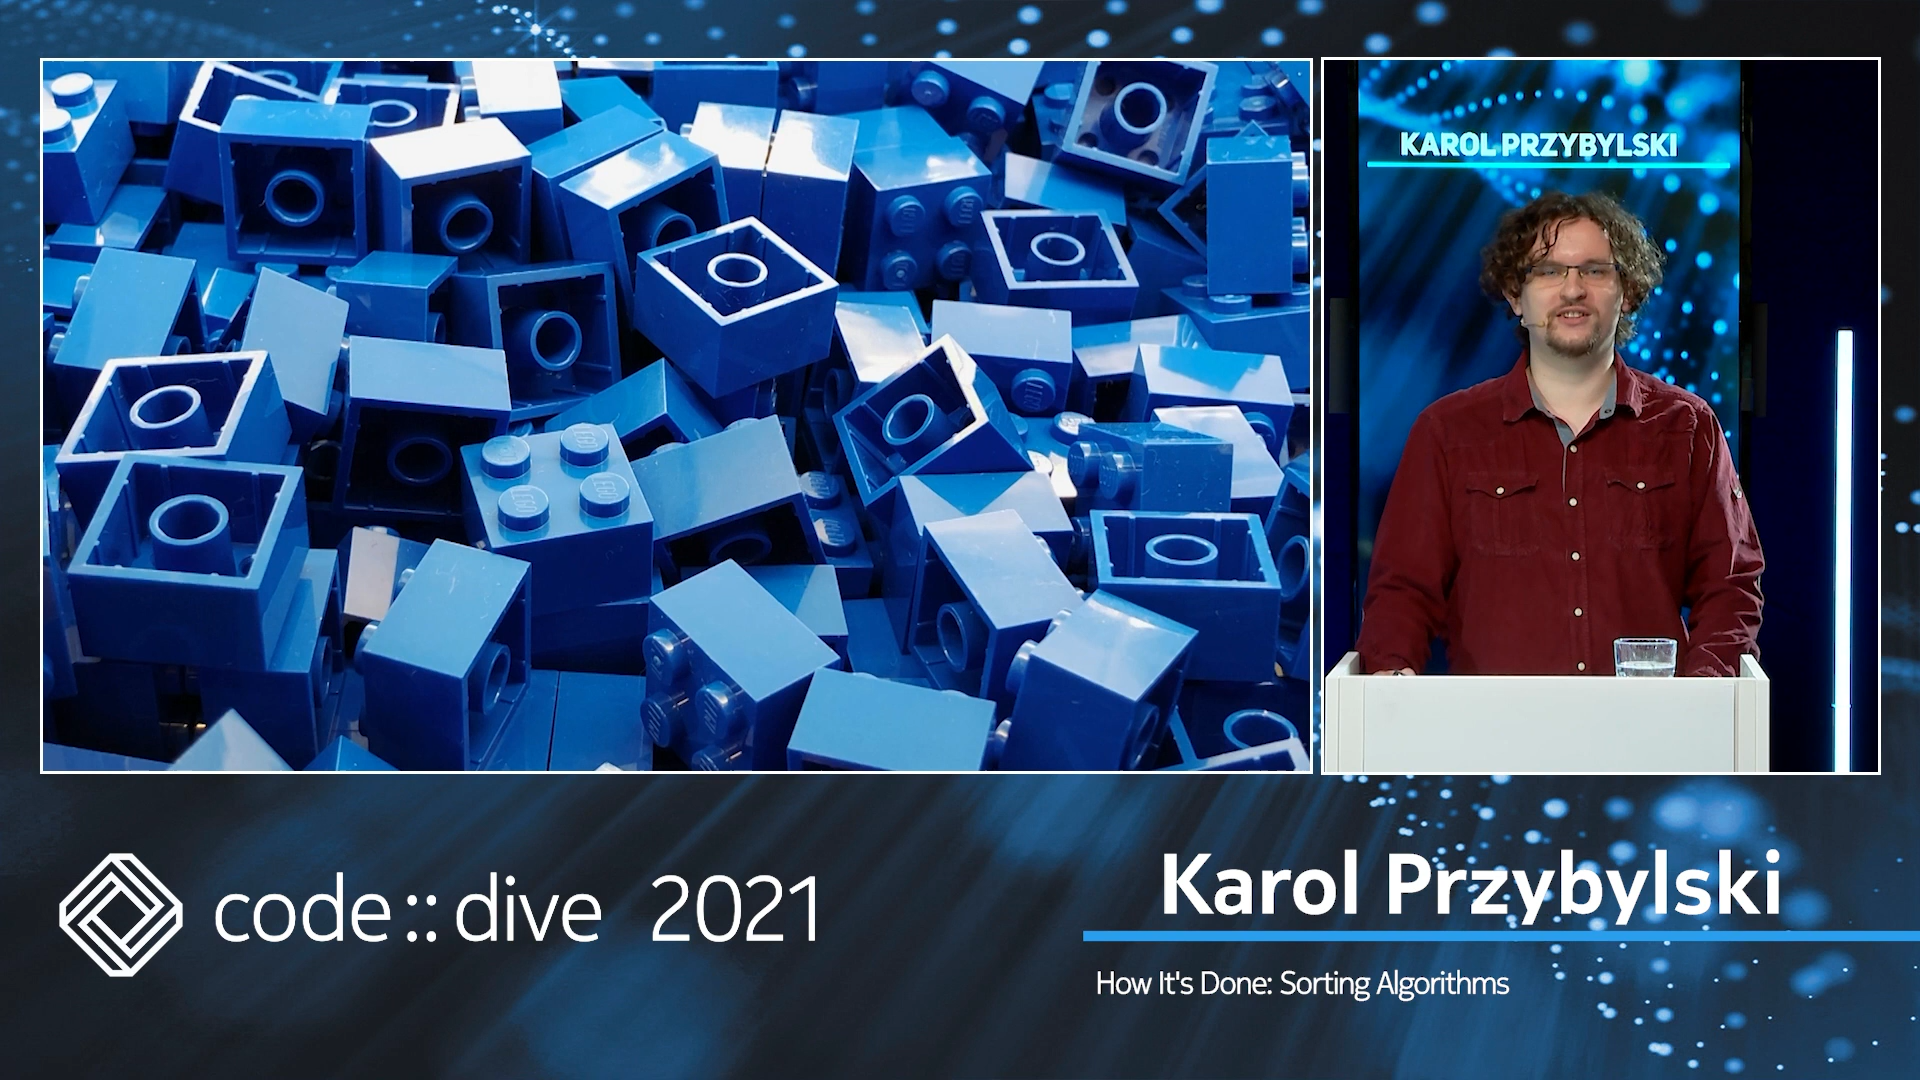 KAROL PRZYBYLSKI
code::dive 2021
Karol Przybylski
How It's Done: Sorting Algorithms